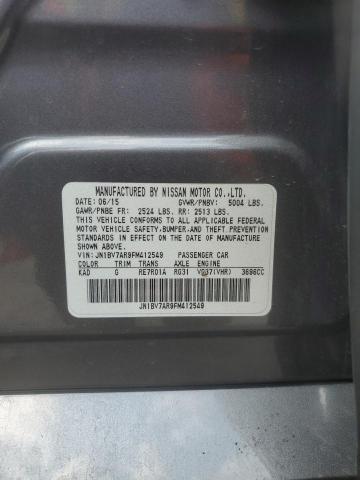 MANUFACTURED BY NISSAN MOTOR CO.,LTD.
DATE: 06/15 GVWR/PNBV: 5004 LBS.
GAWR/PNBE FR: 2524 LBS. RR: 2513 LBS.
THIS VEHICLE CONFORMS TO ALL APPLICABLE FEDERAL
MOTOR VEHICLE SAFETY,BUMPER,AND THEFT PREVENTION
STANDARDS IN EFFECT ON THE DATE OF MANUFACTURE
SHOWN ABOVE.
VIN: JN1BV7AR9FM412549 PASSENGER CAR
COLOR TRIM TRANS AXLE ENGINE
KAD G RE7R01A RG31 VQ37(VHR) 3696CC
JN1BV7AR9FM412549